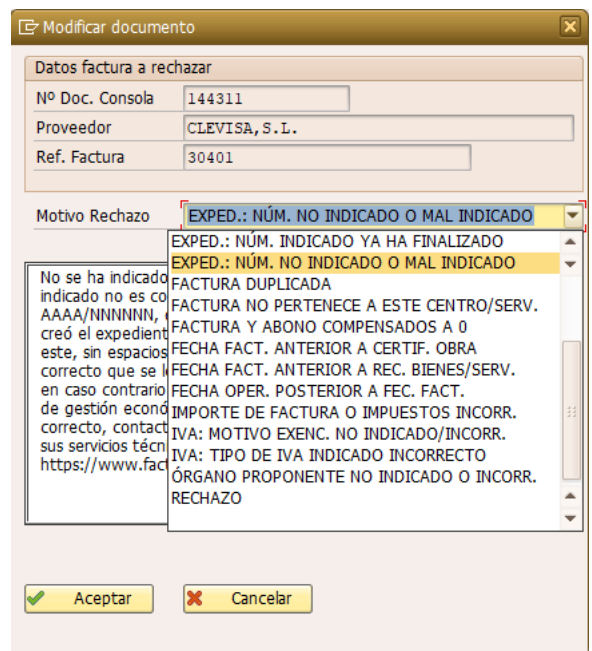 Modificar documento
Datos factura a rechazar
Nº Doc. Consola 144311
Proveedor CLEVISA,S.L.
Ref. Factura 30401
Motivo Rechazo EXPED.: NÚM. NO INDICADO O MAL INDICADO
EXPED.: NÚM. INDICADO YA HA FINALIZADO
EXPED.: NÚM. NO INDICADO O MAL INDICADO
FACTURA DUPLICADA
FACTURA NO PERTENECE A ESTE CENTRO/SERV.
FACTURA Y ABONO COMPENSADOS A 0
FECHA FACT. ANTERIOR A CERTIF. OBRA
FECHA FACT. ANTERIOR A REC. BIENES/SERV.
FECHA OPER. POSTERIOR A FEC. FACT.
IMPORTE DE FACTURA O IMPUESTOS INCORR.
IVA: MOTIVO EXENC. NO INDICADO/INCORR.
IVA: TIPO DE IVA INDICADO INCORRECTO
ÓRGANO PROPONENTE NO INDICADO O INCORR.
RECHAZO
No se ha indicado
indicado no es co
AAAA/NNNNNN,
creó el expedient
este, sin espacios
correcto que se l
en caso contrario
de gestión econó
correcto, contact
sus servicios técn
https://www.fact
Aceptar
Cancelar